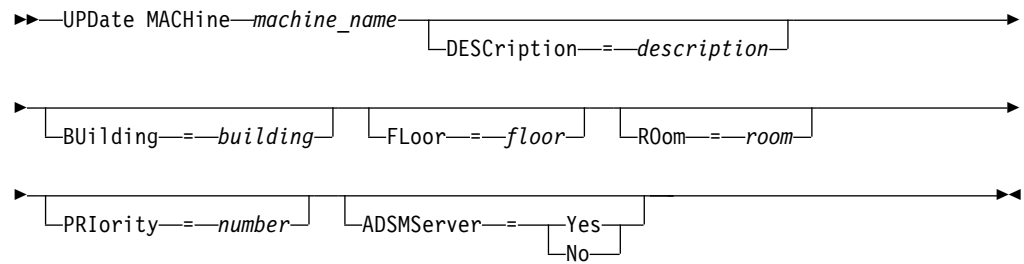 UPDate MACHine machine_name
DESCription = description
BUilding = building FLoor = floor ROom = room
PRIority = number ADSMServer = Yes
No